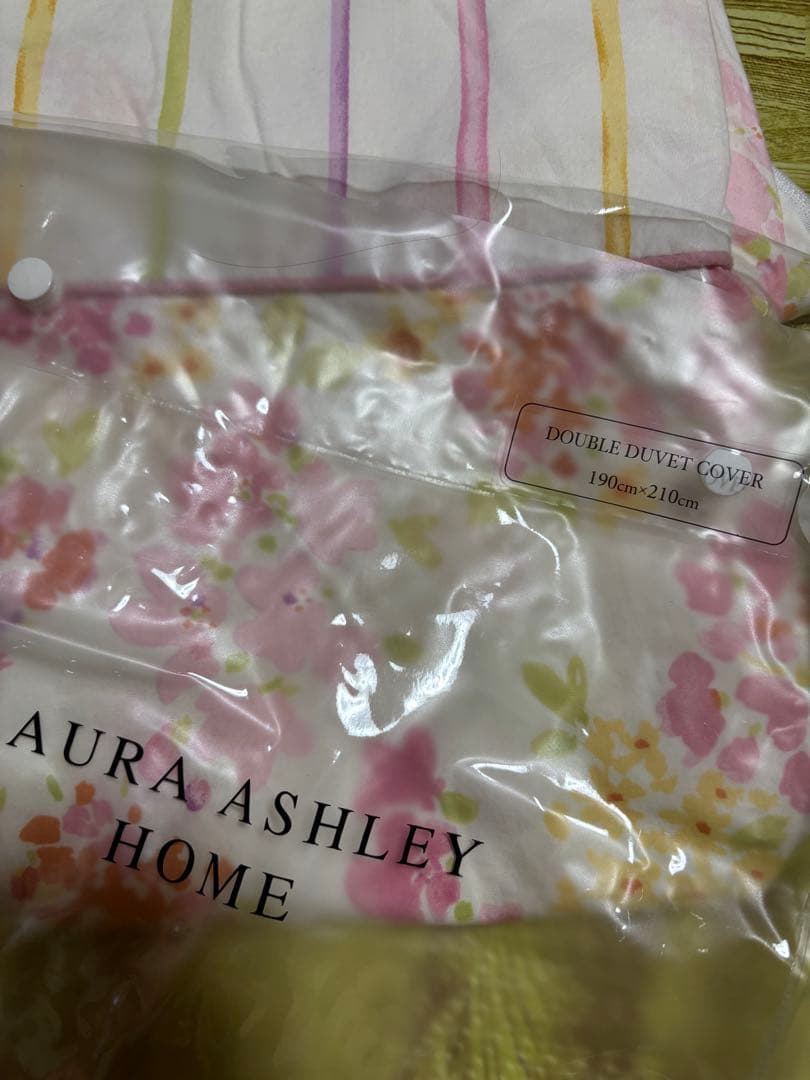 DOUBLE DUVET COVER
190cm×210cm
AURA ASHLEY
HOME